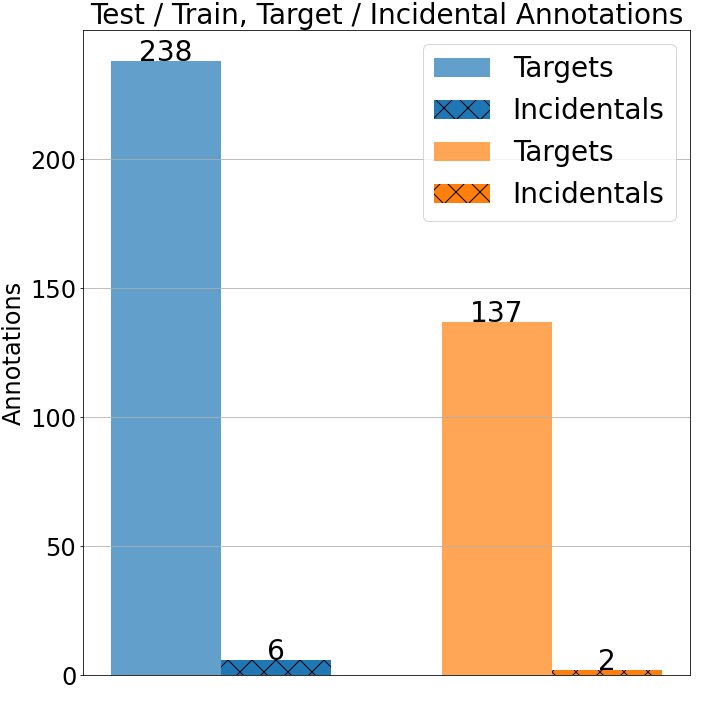 Test / Train, Target / Incidental Annotations
238
Targets
Incidentals
Targets
Incidentals
200
150
137
Annotations
100
50
6
2
0